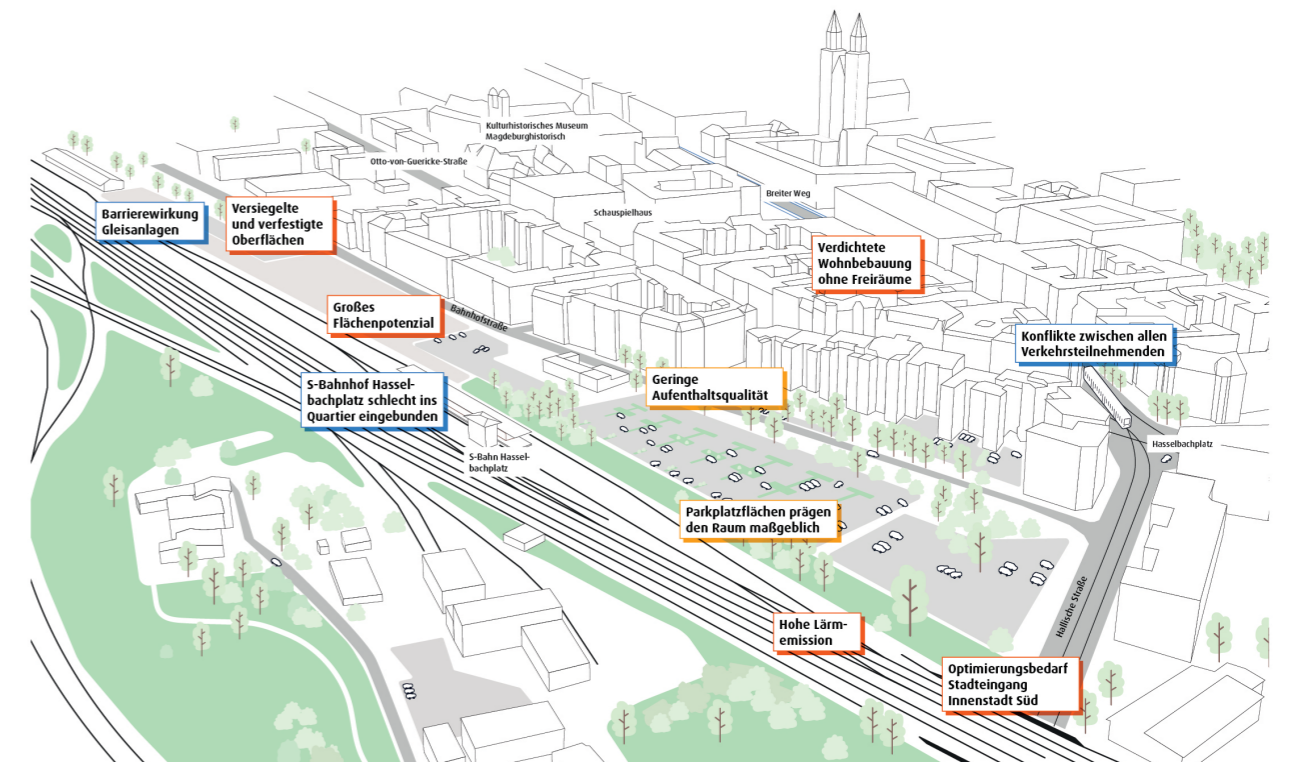 Kulturhistorisches Museum
Magdeburghistorisch
Otto-von-Guericke-Straße
Breiter Weg
Schauspielhaus
Barrierewirkung
Gleisanlagen
Versiegelte
und verfestigte
Oberflächen
Verdichtete
Wohnbebauung
ohne Freiräume
Großes
Flächenpotenzial
Bahnhofstraße
Konflikte zwischen allen
Verkehrsteilnehmenden
S-Bahnhof Hassel-
bachplatz schlecht ins
Quartier eingebunden
Geringe
Aufenthaltsqualität
Hasselbachplatz
S-Bahn Hassel-
bachplatz
Parkplatzflächen prägen
den Raum maßgeblich
Hallische Straße
Hohe Lärm-
emission
Optimierungsbedarf
Stadteingang
Innenstadt Süd